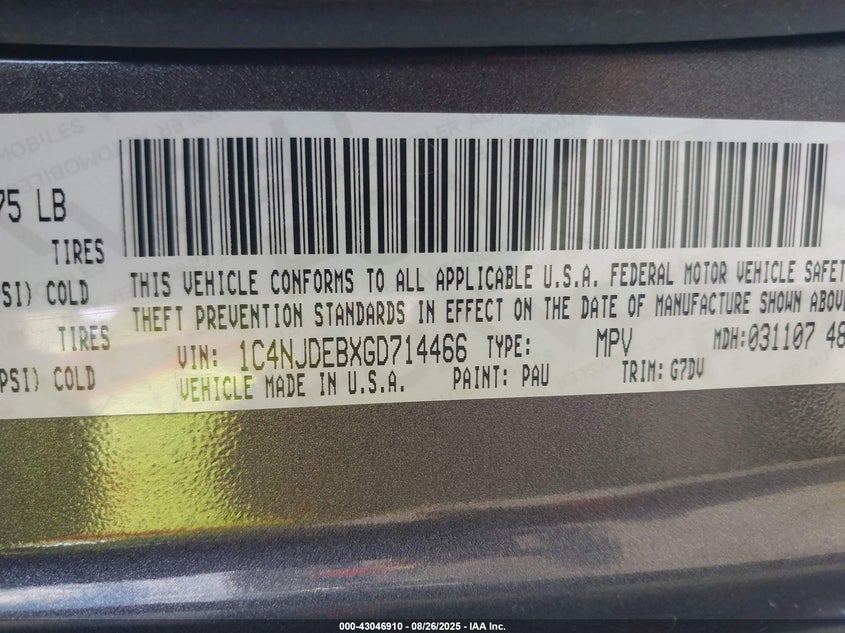 75 LB
TIRES
THIS VEHICLE CONFORMS TO ALL APPLICABLE U.S.A. FEDERAL MOTOR VEHICLE SAFET
SI) COLD
THEFT PREVENTION STANDARDS IN EFFECT ON THE DATE OF MANUFACTURE SHOWN ABOV
TIRES
VIN: 1C4NJDEBXGD714466 TYPE: MPV MDH:031107 48
PSI) COLD
VEHICLE MADE IN U.S.A. PAINT: PAU TRIM: G7DV
000-43046910 - 08/26/2025 - IAA Inc.